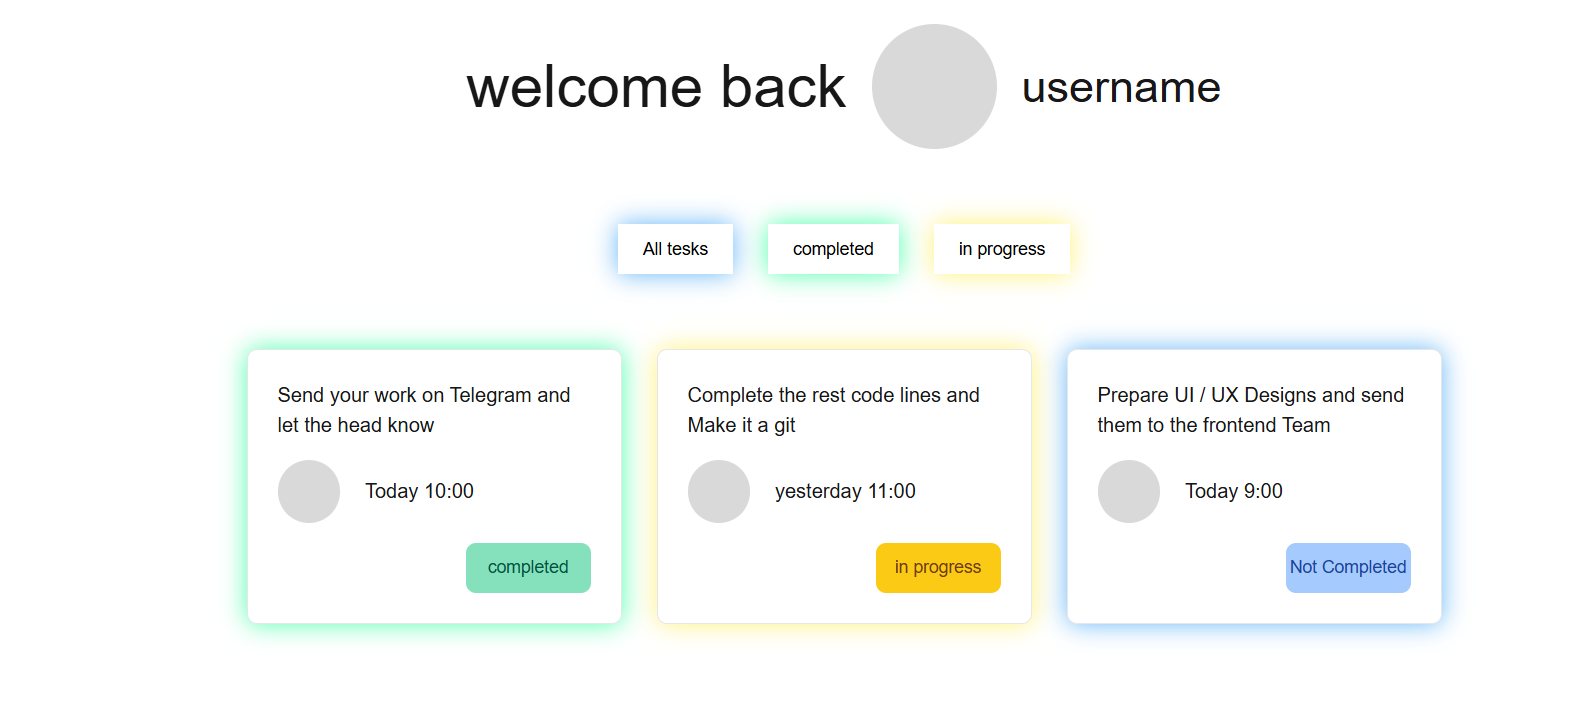 welcome back
username
All tesks
completed
in progress
Send your work on Telegram and
let the head know
Today 10:00
completed
Complete the rest code lines and
Make it a git
yesterday 11:00
in progress
Prepare UI / UX Designs and send
them to the frontend Team
Today 9:00
Not Completed